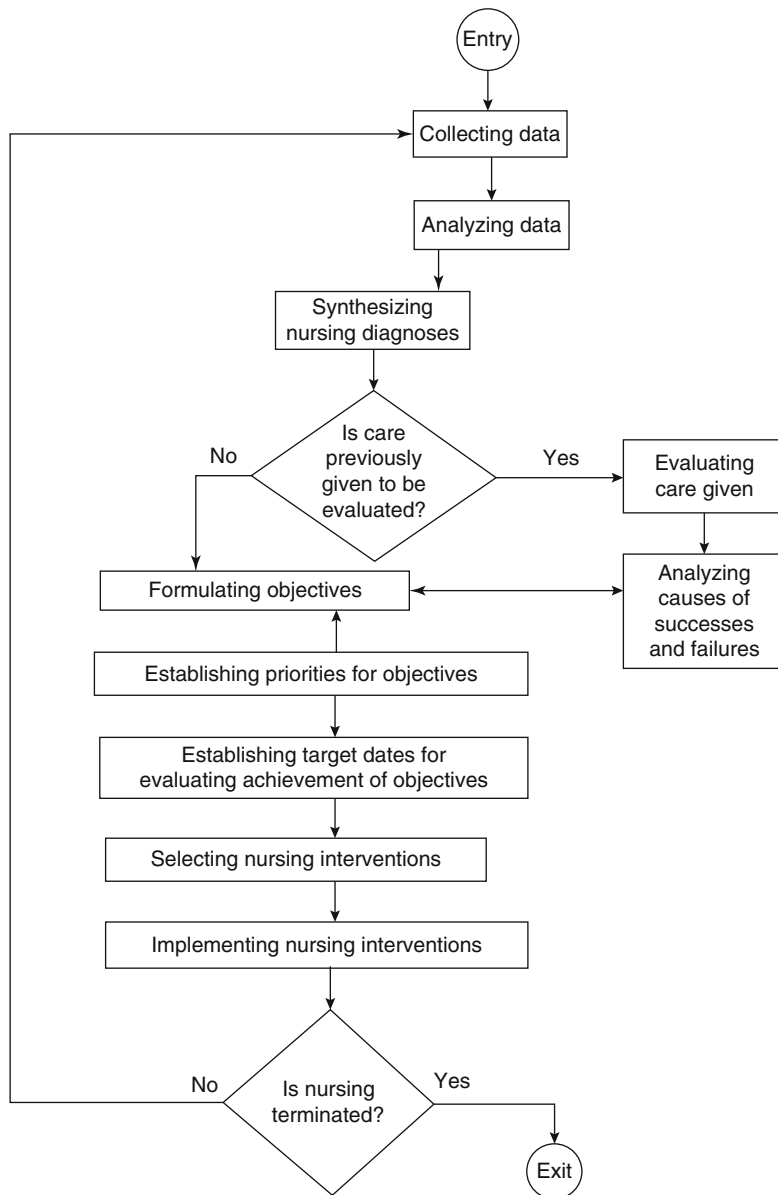 Entry
Collecting data
Analyzing data
Synthesizing
nursing diagnoses
Is care
previously
given to be
evaluated?
No
Yes
Evaluating
care given
Analyzing
causes of
successes
and failures
Formulating objectives
Establishing priorities for objectives
Establishing target dates for
evaluating achievement of objectives
Selecting nursing interventions
Implementing nursing interventions
Is nursing
terminated?
No
Yes
Exit